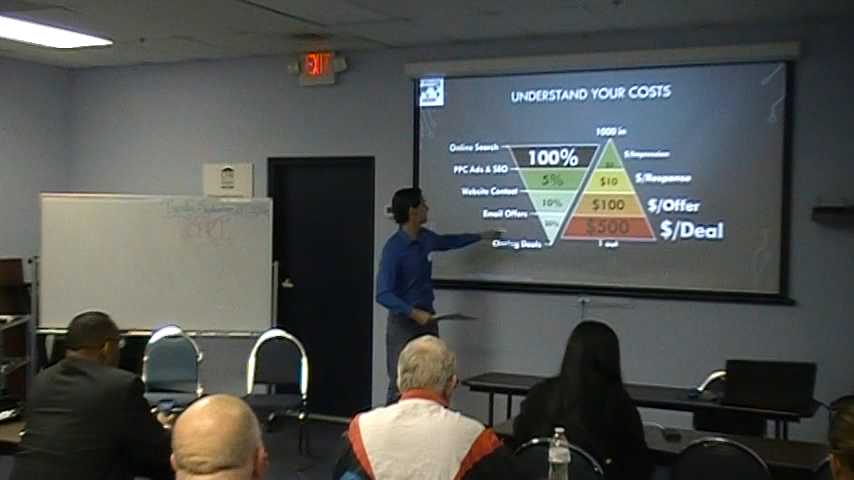 EXIT
UNDERSTAND YOUR COSTS
1000 in
Online Search
100%
$/Impression
PPC Ads & SEO
5%
$10
$/Response
Website Contact
10%
$100
$/Offer
Email Offers
$500
$/Deal
Closing Deals
1 out